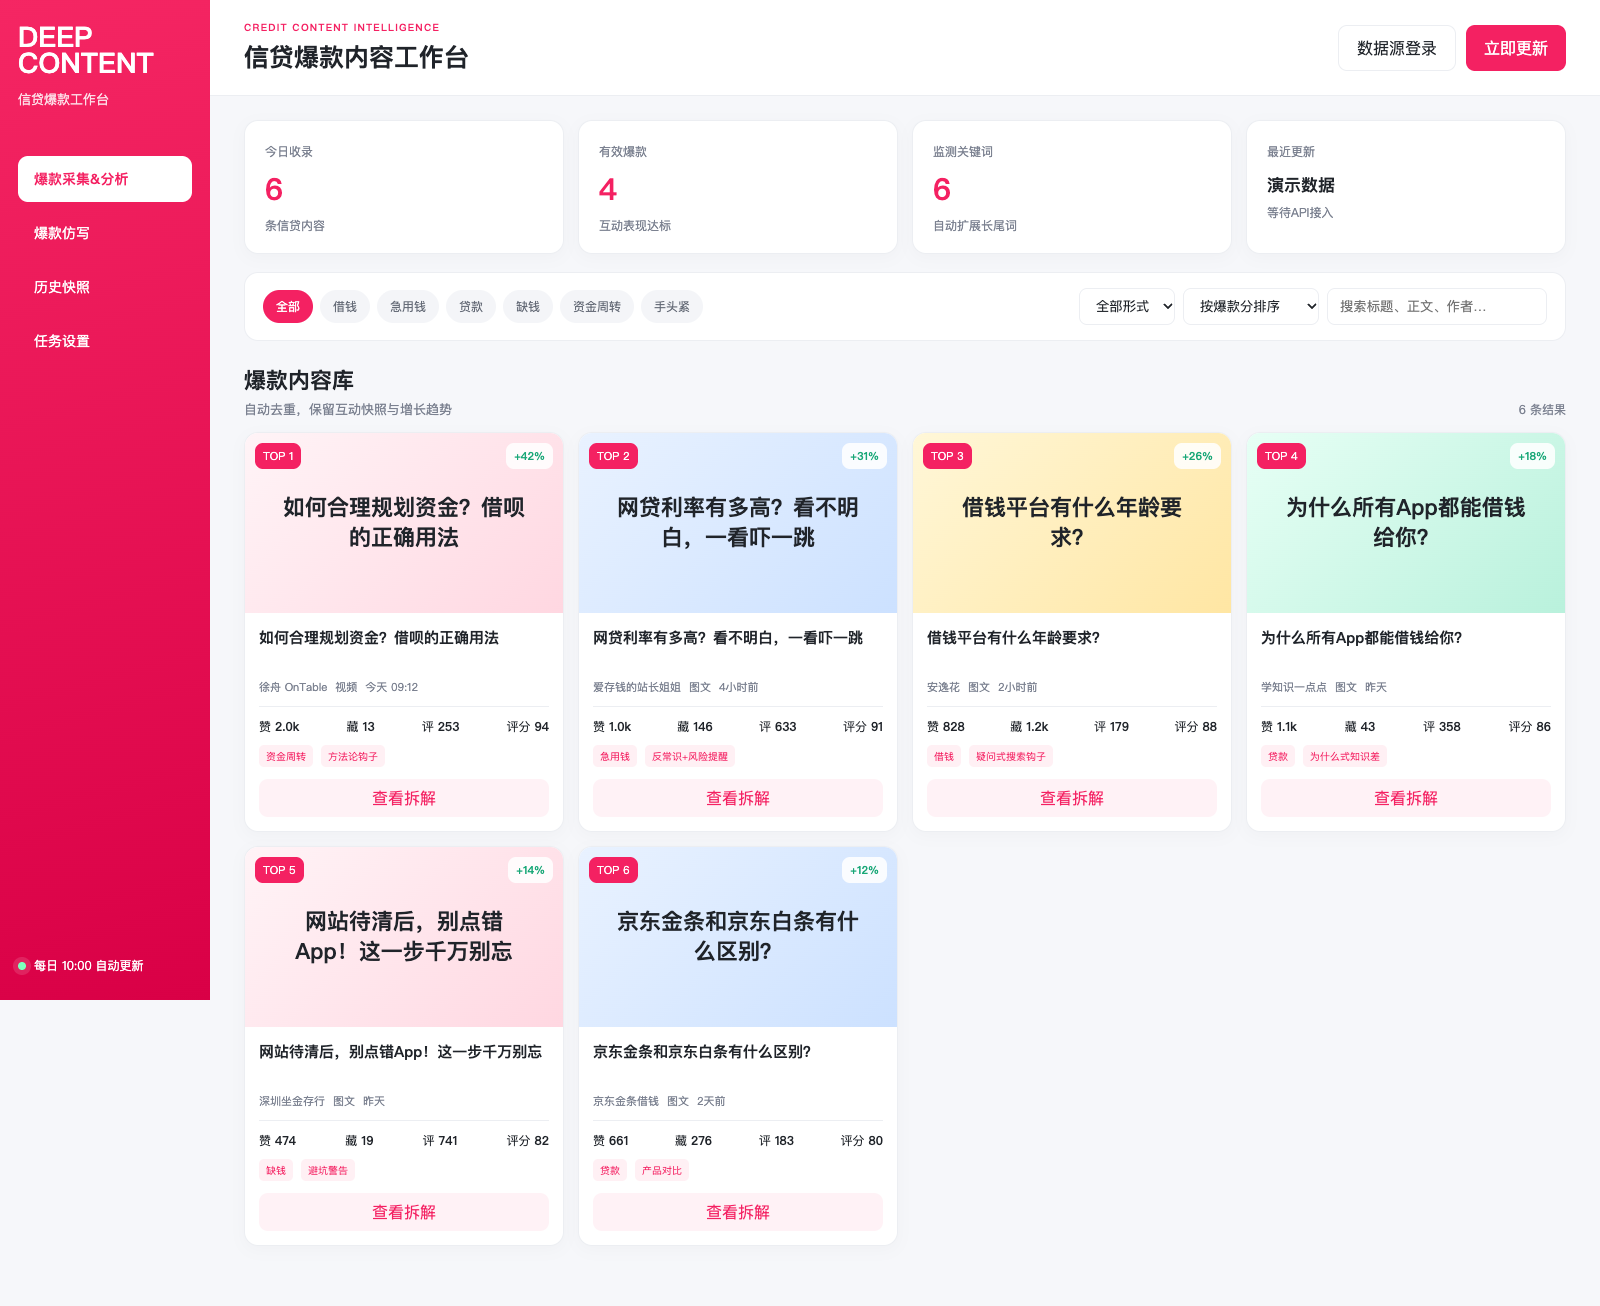 DEEP
CONTENT
信贷爆款工作台
爆款采集&分析
爆款仿写
历史快照
任务设置
每日 10:00 自动更新
CREDIT CONTENT INTELLIGENCE
信贷爆款内容工作台
数据源登录
立即更新
今日收录
6
条信贷内容
有效爆款
4
互动表现达标
监测关键词
6
自动扩展长尾词
最近更新
演示数据
等待API接入
全部 借钱 急用钱 贷款 缺钱 资金周转 手头紧
全部形式 按爆款分排序 搜索标题、正文、作者...
爆款内容库
自动去重，保留互动快照与增长趋势
6 条结果
TOP 1 +42%
如何合理规划资金？借呗
的正确用法
如何合理规划资金？借呗的正确用法
徐舟 OnTable 视频 今天 09:12
赞 2.0k 藏 13 评 253 评分 94
资金周转 方法论钩子
查看拆解
TOP 2 +31%
网贷利率有多高？看不明
白，一看吓一跳
网贷利率有多高？看不明白，一看吓一跳
爱存钱的站长姐姐 图文 4小时前
赞 1.0k 藏 146 评 633 评分 91
急用钱 反常识+风险提醒
查看拆解
TOP 3 +26%
借钱平台有什么年龄要
求？
借钱平台有什么年龄要求？
安逸花 图文 2小时前
赞 828 藏 1.2k 评 179 评分 88
借钱 疑问式搜索钩子
查看拆解
TOP 4 +18%
为什么所有App都能借钱
给你？
为什么所有App都能借钱给你？
学知识一点点 图文 昨天
赞 1.1k 藏 43 评 358 评分 86
贷款 为什么式知识差
查看拆解
TOP 5 +14%
网站待清后，别点错
App！这一步千万别忘
网站待清后，别点错App！这一步千万别忘
深圳坐金存行 图文 昨天
赞 474 藏 19 评 741 评分 82
缺钱 避坑警告
查看拆解
TOP 6 +12%
京东金条和京东白条有什
么区别？
京东金条和京东白条有什么区别？
京东金条借钱 图文 2天前
赞 661 藏 276 评 183 评分 80
贷款 产品对比
查看拆解